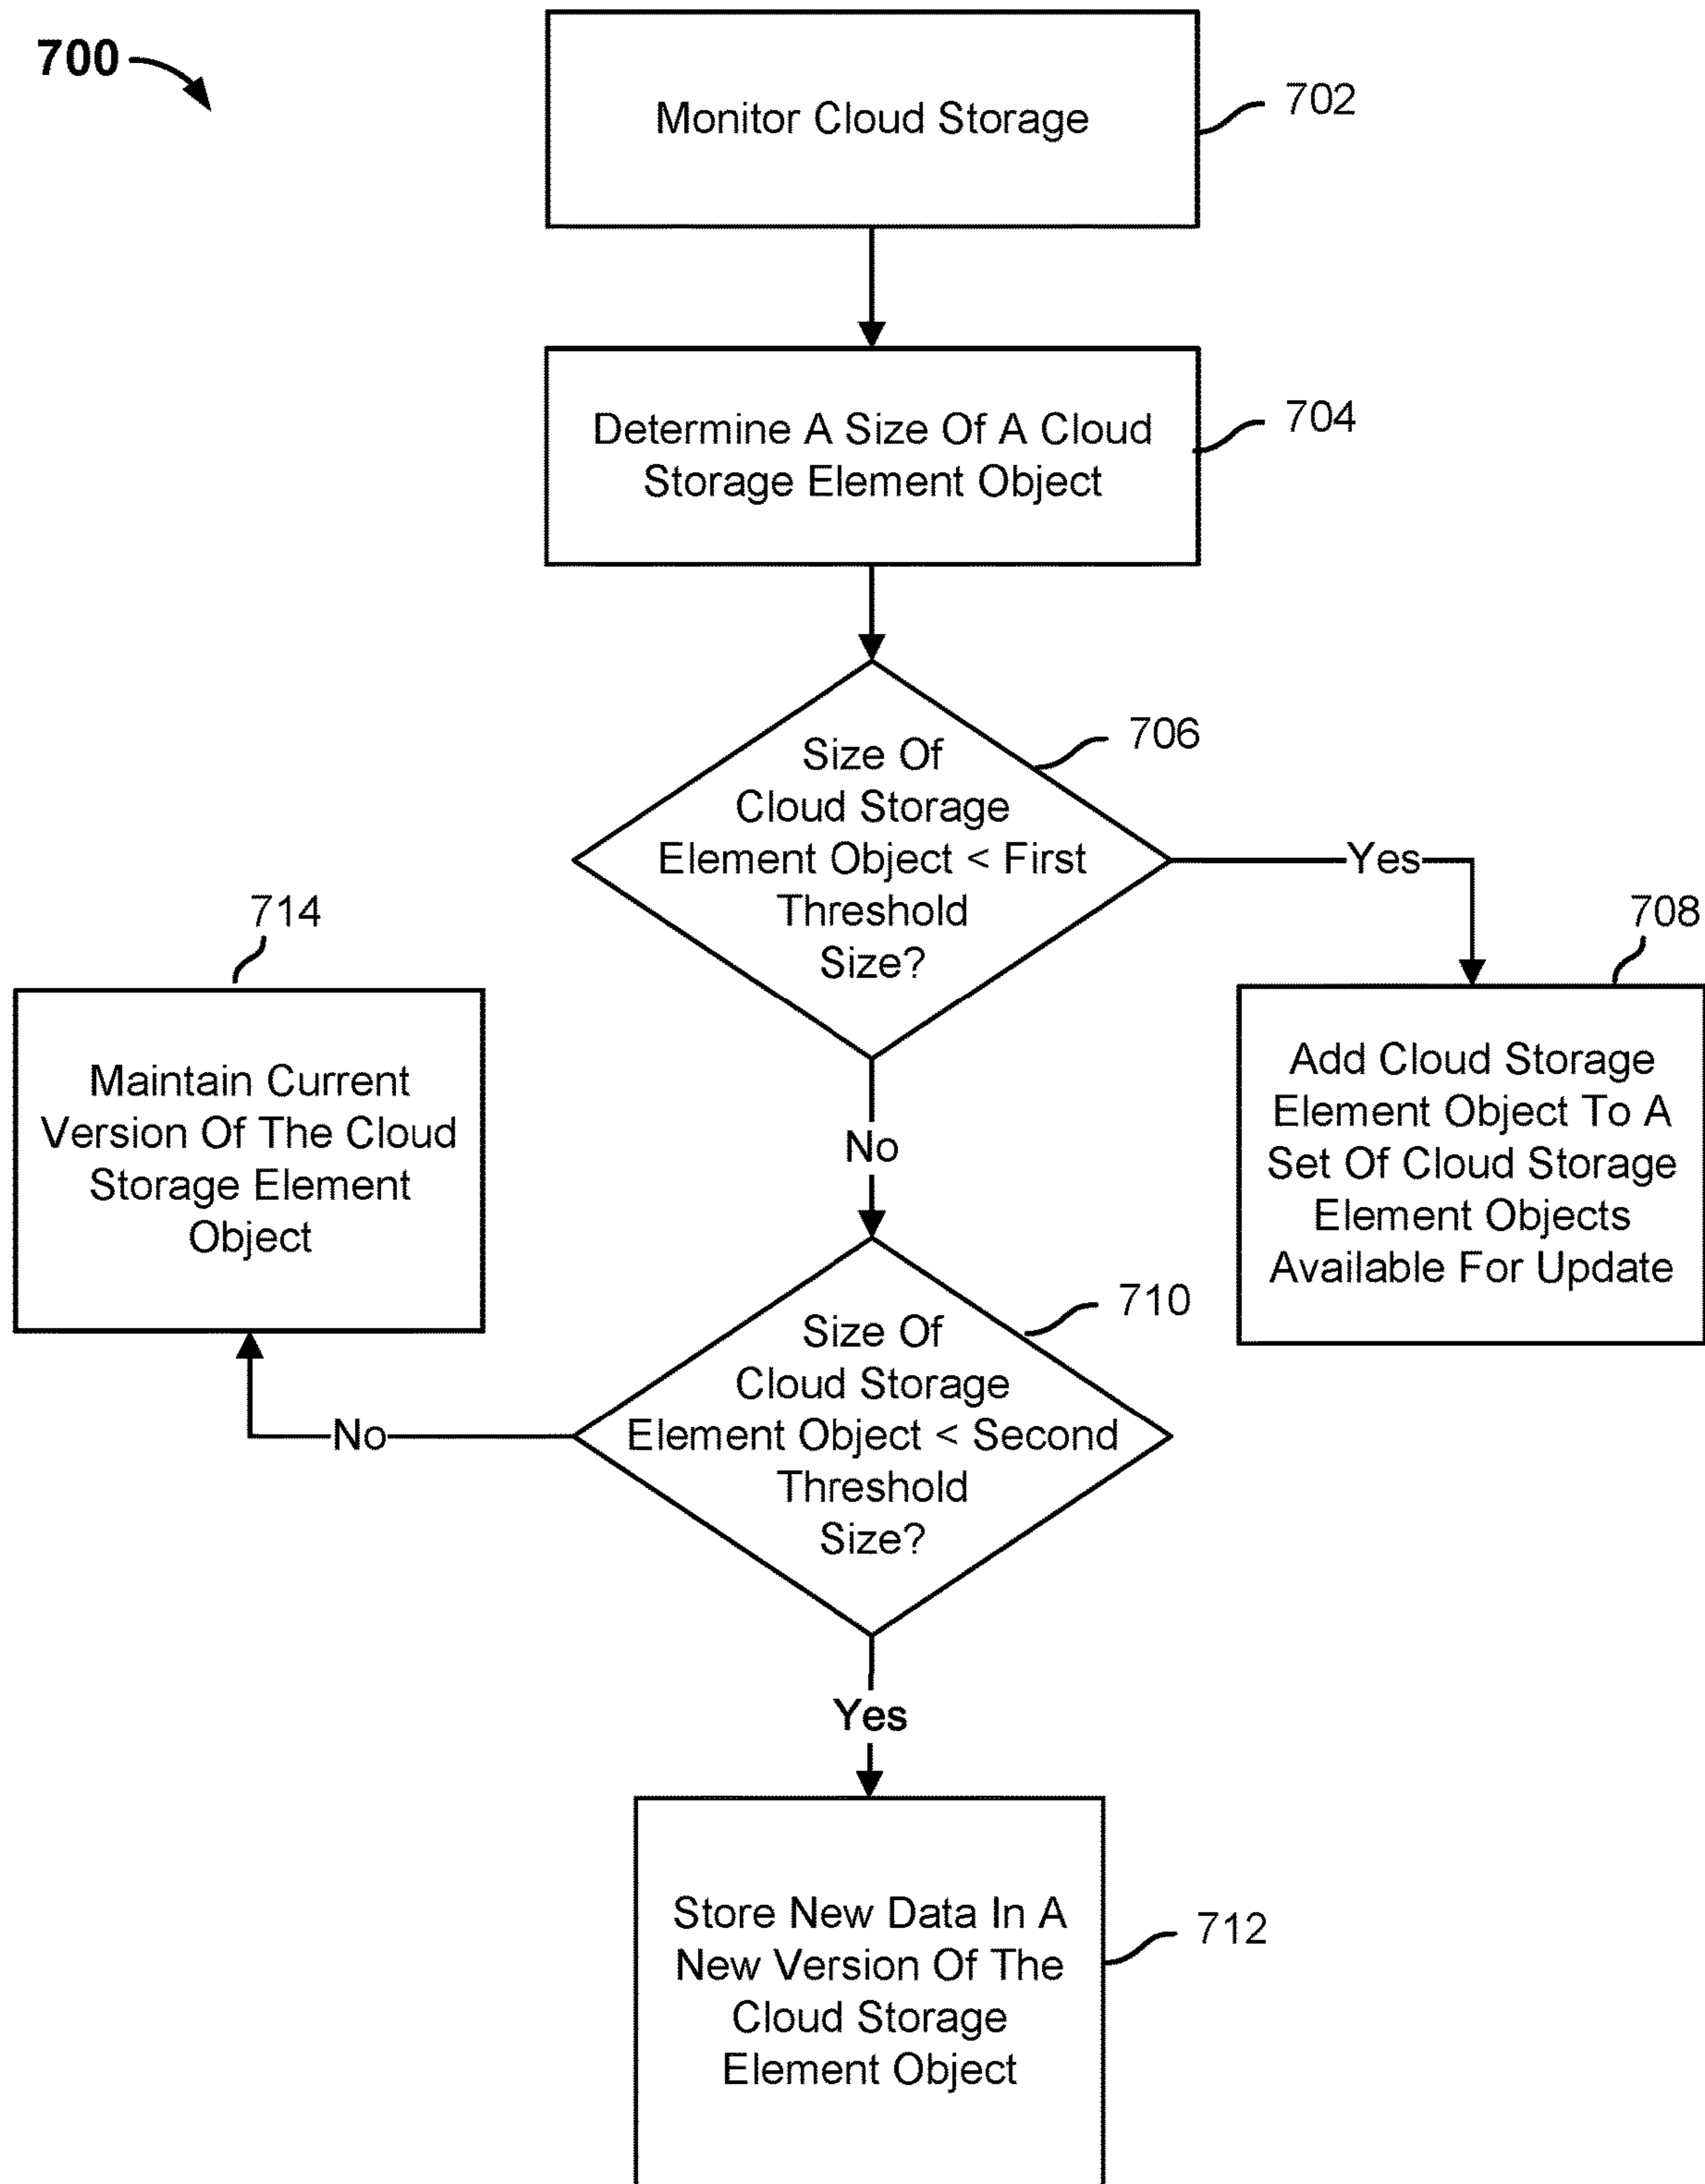 700
Monitor Cloud Storage
702
Determine A Size Of A Cloud
Storage Element Object
704
Size Of
Cloud Storage
Element Object < First
Threshold
Size?
706
Yes
708
Add Cloud Storage
Element Object To A
Set Of Cloud Storage
Element Objects
Available For Update
No
714
Maintain Current
Version Of The Cloud
Storage Element
Object
710
Size Of
Cloud Storage
Element Object < Second
Threshold
Size?
No
Yes
Store New Data In A
New Version Of The
Cloud Storage
Element Object
712